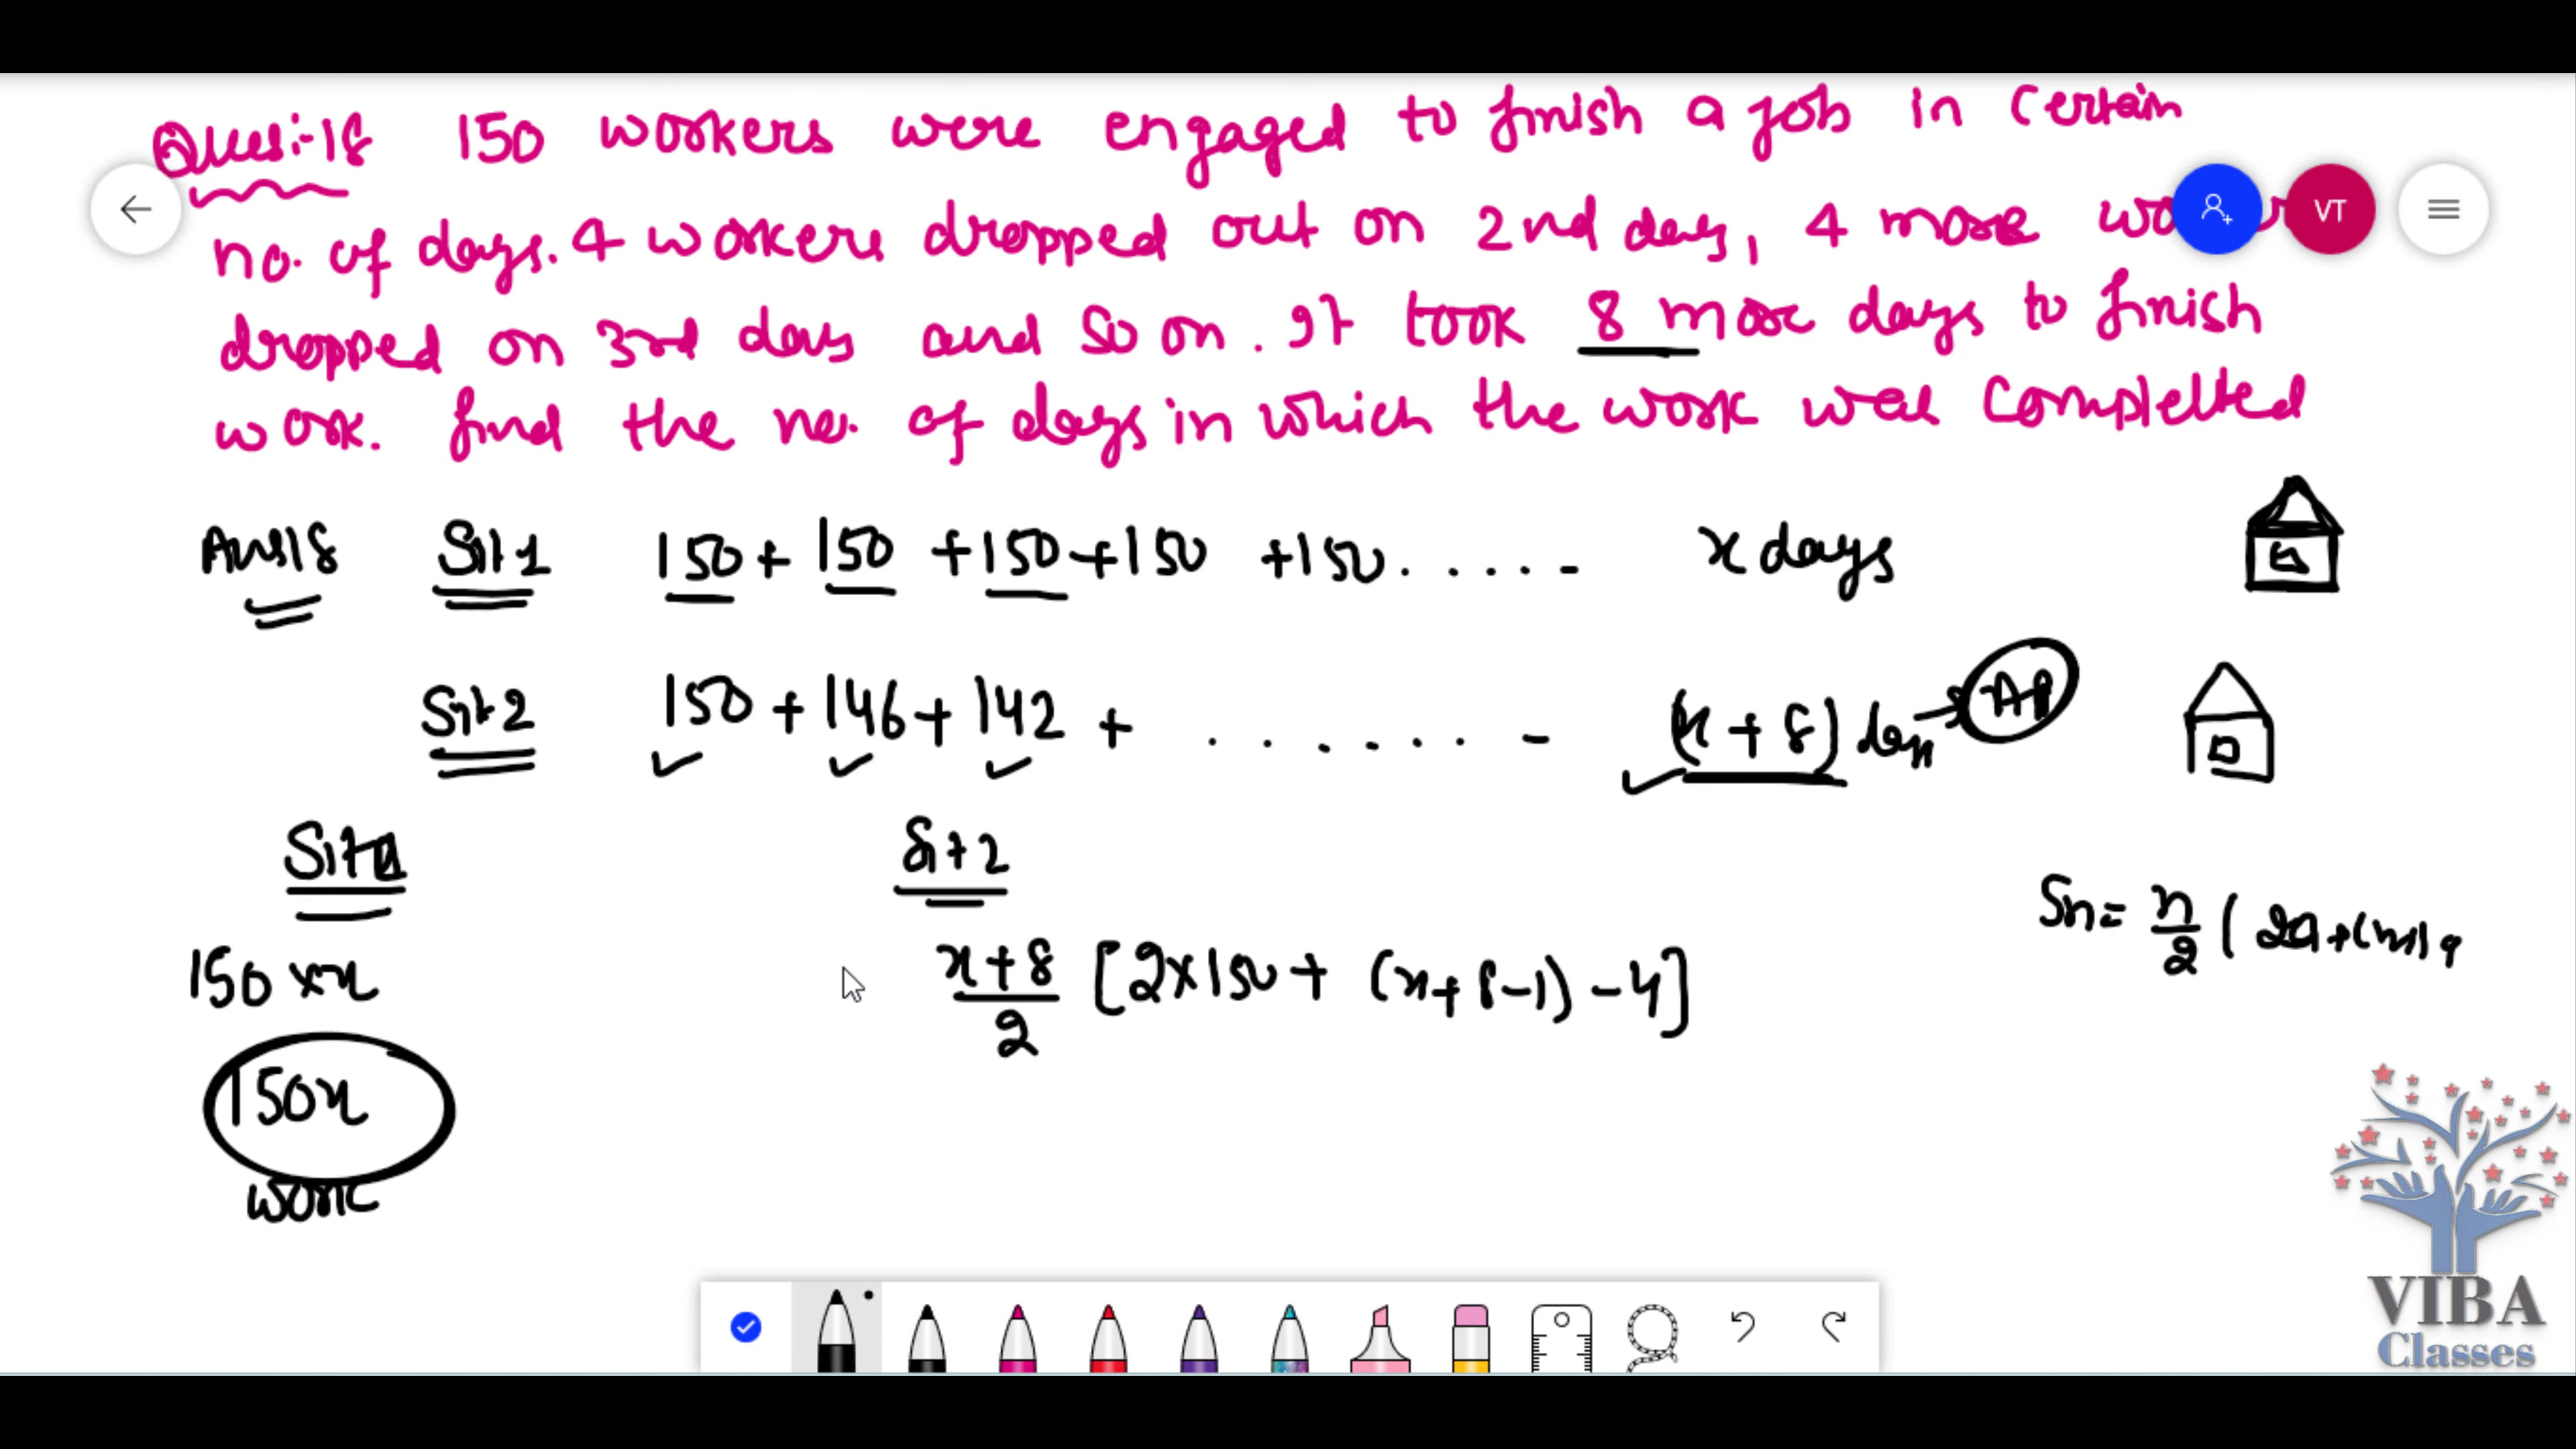 Ques:-18 150 workers were engaged to finish a job in certain
no. of days. 4 workers dropped out on 2nd day, 4 more
dropped on 3rd day and so on. It took 8 more days to finish
work. find the no. of days in which the work was completted
Ans18 Sit 1 150 + 150 + 150 + 150 + 150 . . . . . - x days
Sit 2 150 + 146 + 142 + . . . . . . - (x + 8) days → AP
Sit 1 Sit 2
Sn = n/2 ( 2a +
150 × x x+8/2 [2×150 + (x+8-1) -4]
150x
work
VT
VIBA
Classes